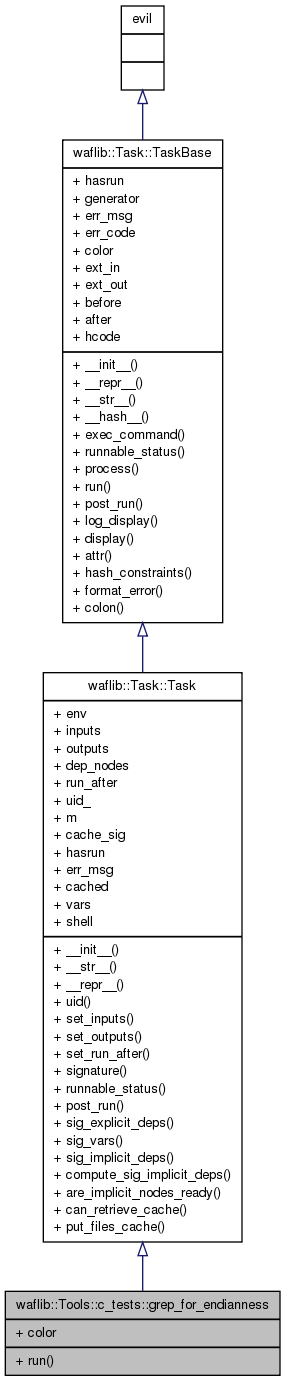 evil
waflib::Task::TaskBase
+ hasrun
+ generator
+ err_msg
+ err_code
+ color
+ ext_in
+ ext_out
+ before
+ after
+ hcode
+ __init__()
+ __repr__()
+ __str__()
+ __hash__()
+ exec_command()
+ runnable_status()
+ process()
+ run()
+ post_run()
+ log_display()
+ display()
+ attr()
+ hash_constraints()
+ format_error()
+ colon()
waflib::Task::Task
+ env
+ inputs
+ outputs
+ dep_nodes
+ run_after
+ uid_
+ m
+ cache_sig
+ hasrun
+ err_msg
+ cached
+ vars
+ shell
+ __init__()
+ __str__()
+ __repr__()
+ uid()
+ set_inputs()
+ set_outputs()
+ set_run_after()
+ signature()
+ runnable_status()
+ post_run()
+ sig_explicit_deps()
+ sig_vars()
+ sig_implicit_deps()
+ compute_sig_implicit_deps()
+ are_implicit_nodes_ready()
+ can_retrieve_cache()
+ put_files_cache()
waflib::Tools::c_tests::grep_for_endianness
+ color
+ run()